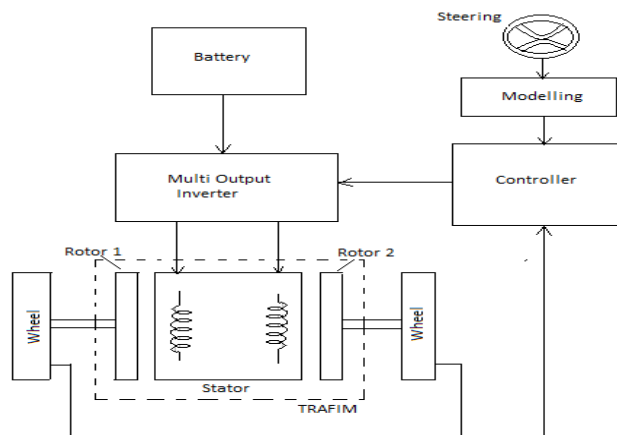 Steering
Battery
Modelling
Multi Output
Inverter
Controller
Rotor 1
Rotor 2
Wheel
Wheel
Stator
TRAFIM